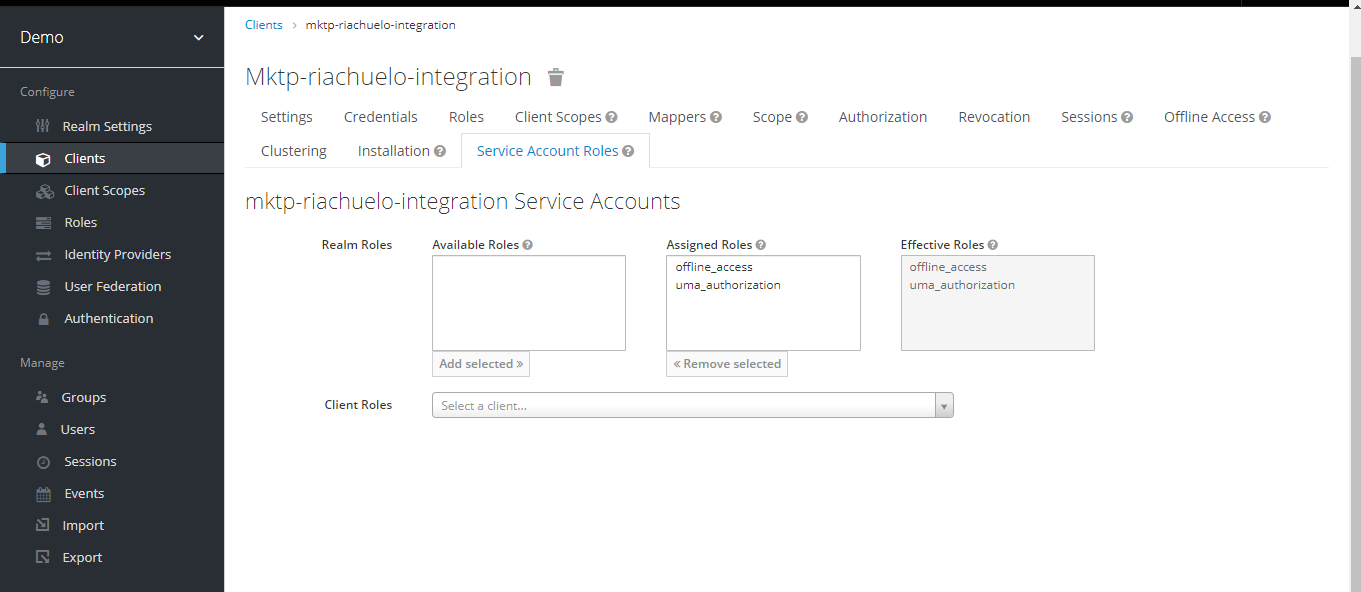 Demo
Configure
Realm Settings
Clients
Client Scopes
Roles
Identity Providers
User Federation
Authentication
Manage
Groups
Users
Sessions
Events
Import
Export
Clients > mktp-riachuelo-integration
Mktp-riachuelo-integration
Settings Credentials Roles Client Scopes ? Mappers ? Scope ? Authorization Revocation Sessions ? Offline Access ?
Clustering Installation ? Service Account Roles ?
mktp-riachuelo-integration Service Accounts
Realm Roles Available Roles ? Assigned Roles ? Effective Roles ?
offline_access offline_access
uma_authorization uma_authorization
Add selected » « Remove selected
Client Roles Select a client...